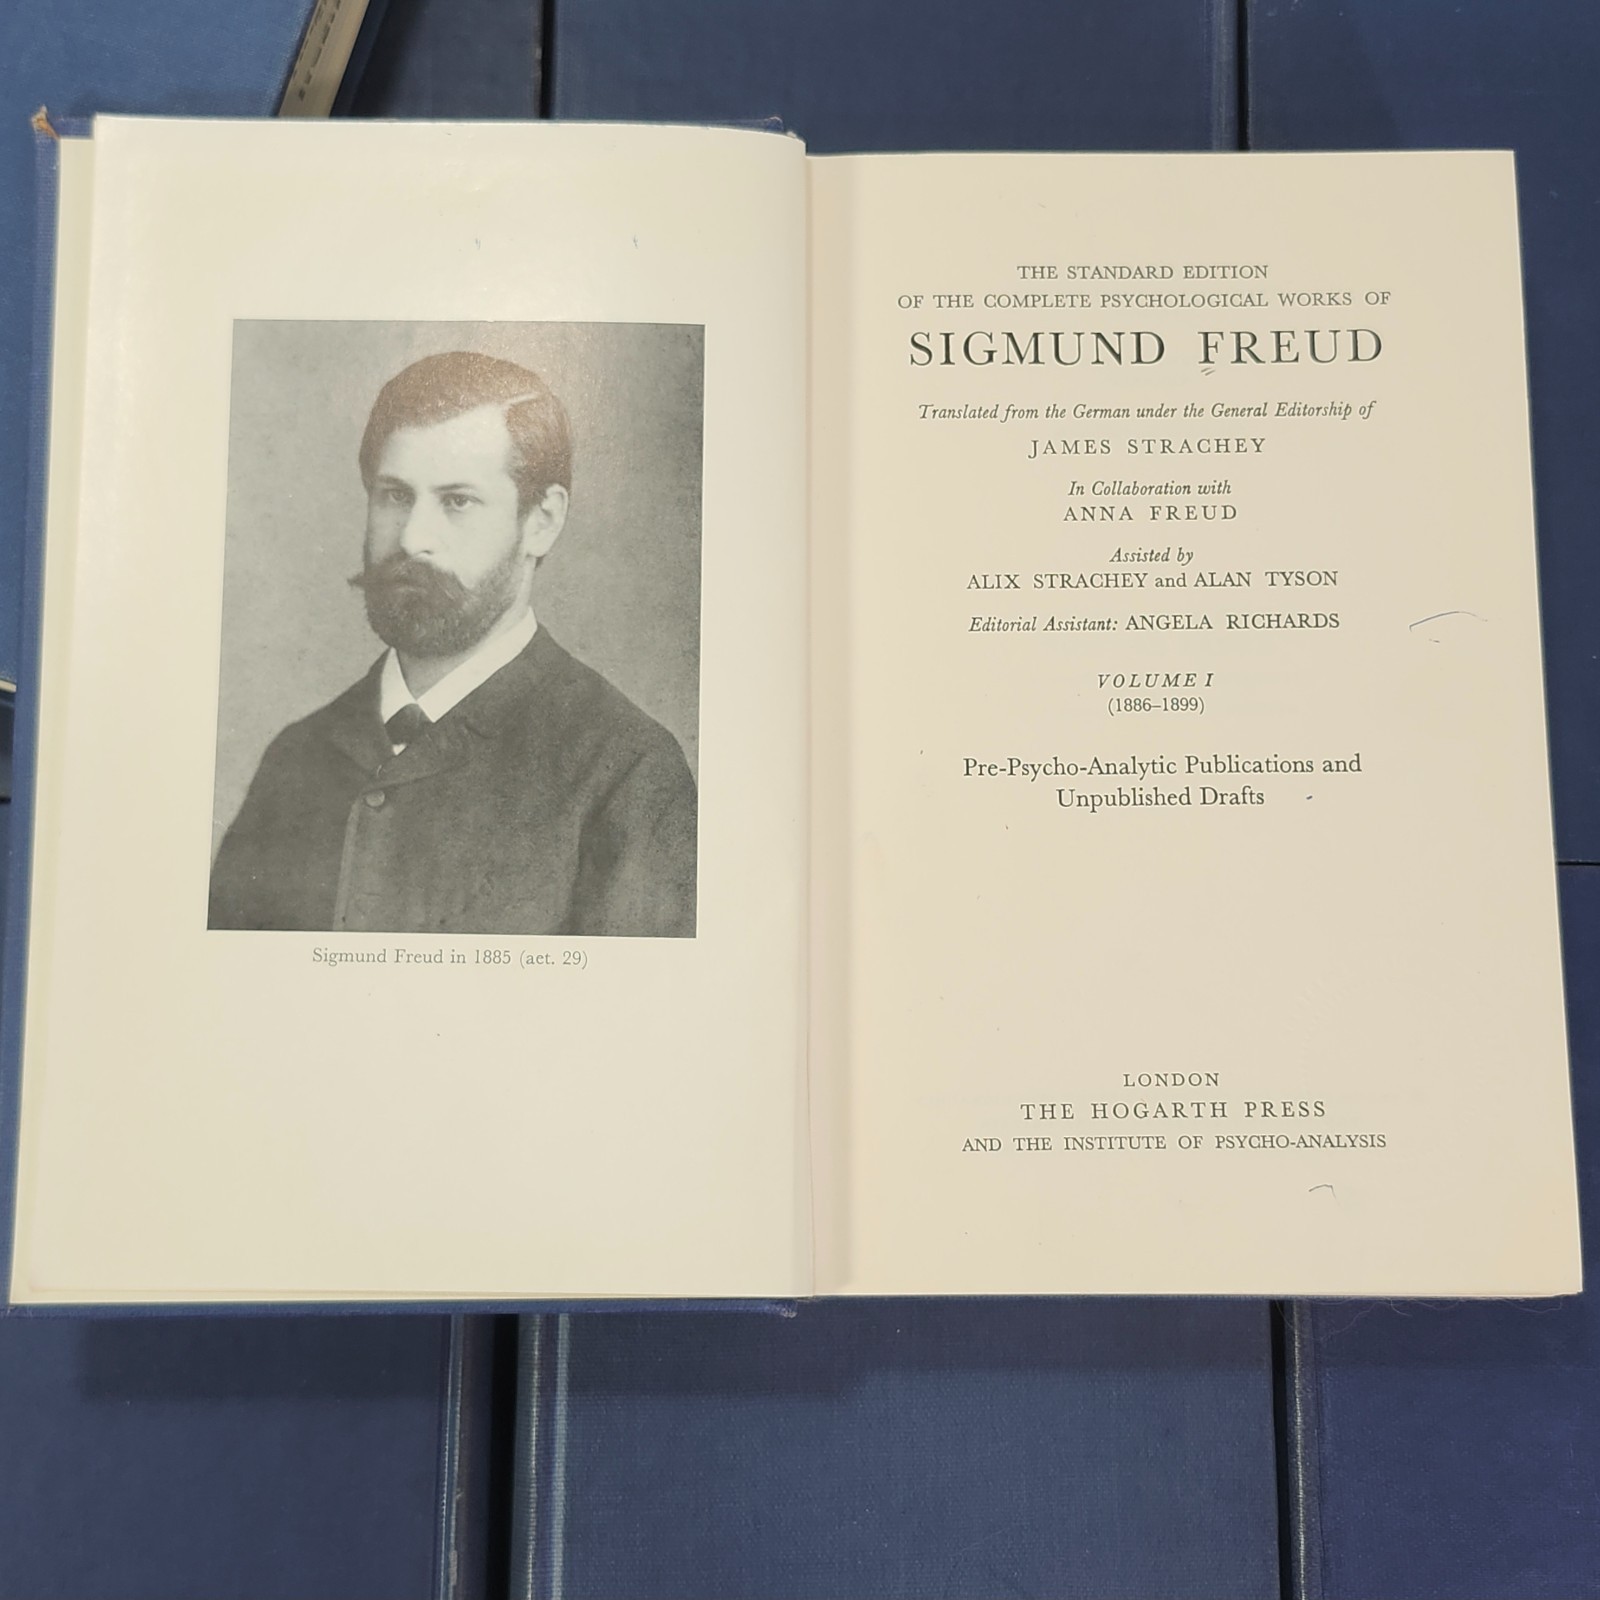 Sigmund Freud in 1885 (aet. 29)
THE STANDARD EDITION
OF THE COMPLETE PSYCHOLOGICAL WORKS OF
SIGMUND FREUD
Translated from the German under the General Editorship of
JAMES STRACHEY
In Collaboration with
ANNA FREUD
Assisted by
ALIX STRACHEY and ALAN TYSON
Editorial Assistant: ANGELA RICHARDS
VOLUME I
(1886–1899)
Pre-Psycho-Analytic Publications and
Unpublished Drafts
LONDON
THE HOGARTH PRESS
AND THE INSTITUTE OF PSYCHO-ANALYSIS